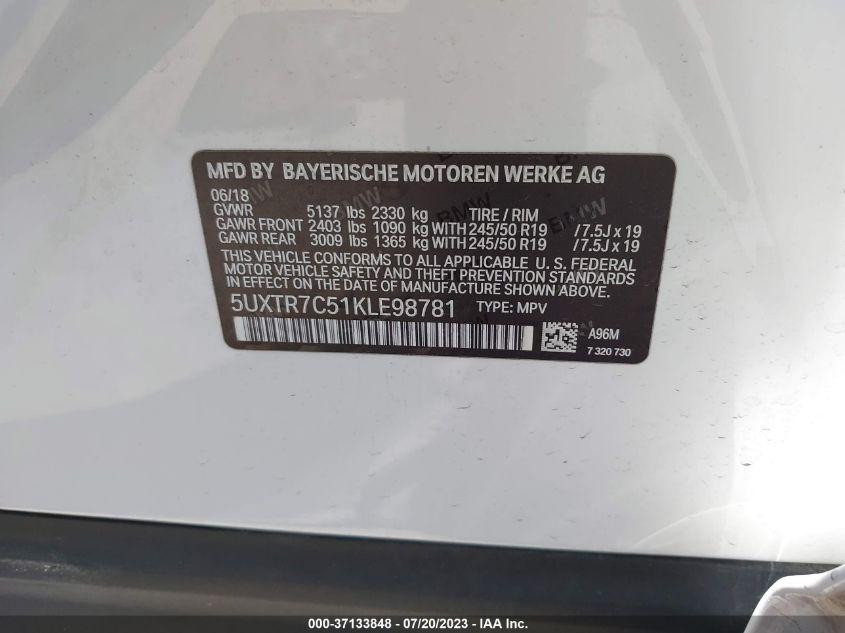 MFD BY BAYERISCHE MOTOREN WERKE AG
06/18
GVWR 5137 lbs 2330 kg TIRE / RIM
GAWR FRONT 2403 lbs 1090 kg WITH 245/50 R19 /7.5J x 19
GAWR REAR 3009 lbs 1365 kg WITH 245/50 R19 /7.5J x 19
THIS VEHICLE CONFORMS TO ALL APPLICABLE U. S. FEDERAL
MOTOR VEHICLE SAFETY AND THEFT PREVENTION STANDARDS
IN EFFECT ON THE DATE OF MANUFACTURE SHOWN ABOVE.
5UXTR7C51KLE98781 TYPE: MPV
A96M
7 320 730
000-37133848 - 07/20/2023 - IAA Inc.